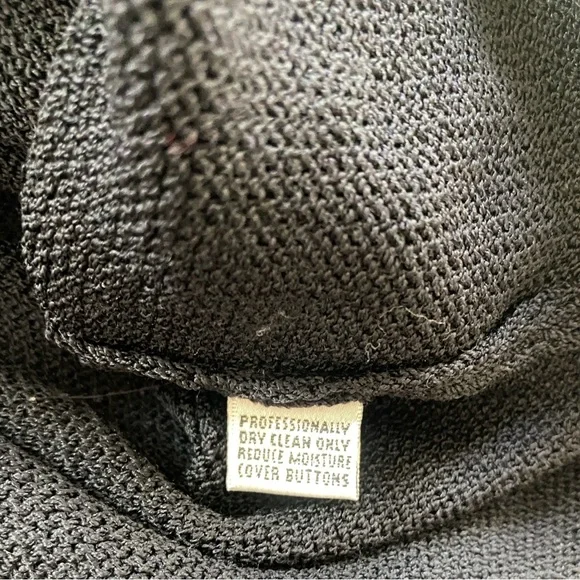 PROFESSIONALLY
DRY CLEAN ONLY
REDUCE MOISTURE
COVER BUTTONS